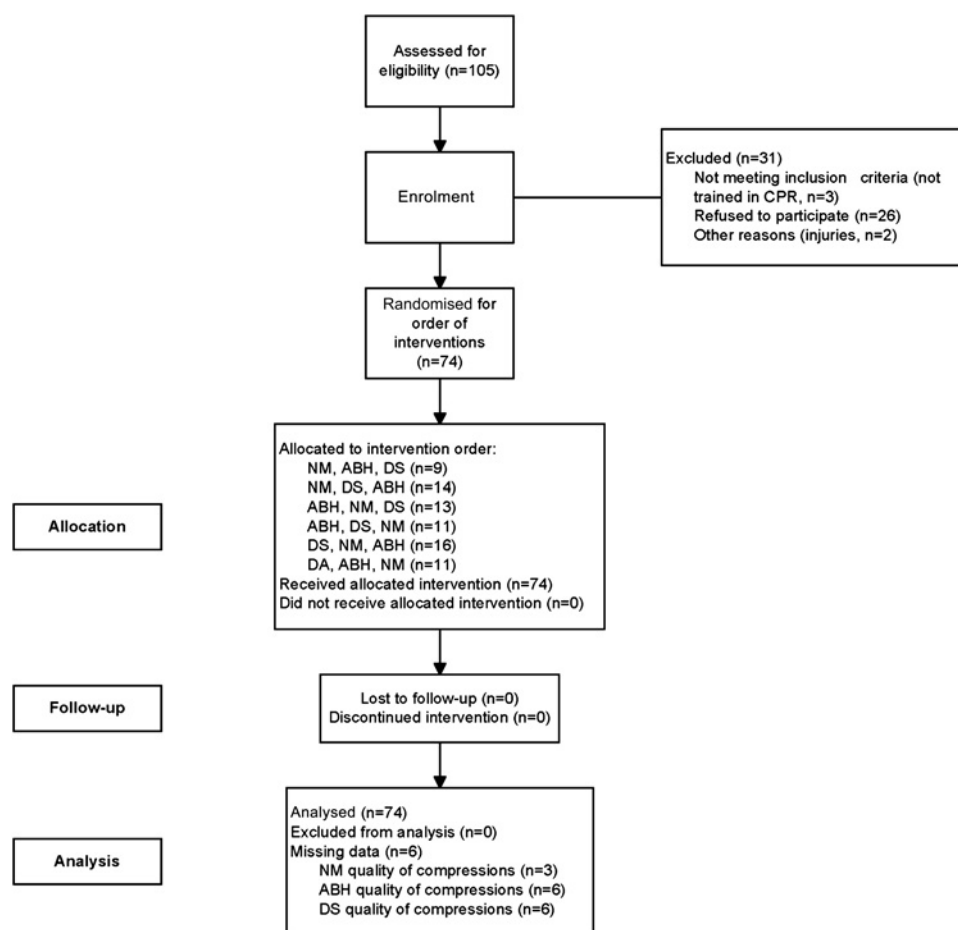 Assessed for
eligibility (n=105)
Enrolment
Excluded (n=31)
Not meeting inclusion criteria (not
trained in CPR, n=3)
Refused to participate (n=26)
Other reasons (injuries, n=2)
Randomised for
order of
interventions
(n=74)
Allocation
Allocated to intervention order:
NM, ABH, DS (n=9)
NM, DS, ABH (n=14)
ABH, NM, DS (n=13)
ABH, DS, NM (n=11)
DS, NM, ABH (n=16)
DA, ABH, NM (n=11)
Received allocated intervention (n=74)
Did not receive allocated intervention (n=0)
Follow-up
Lost to follow-up (n=0)
Discontinued intervention (n=0)
Analysis
Analysed (n=74)
Excluded from analysis (n=0)
Missing data (n=6)
NM quality of compressions (n=3)
ABH quality of compressions (n=6)
DS quality of compressions (n=6)